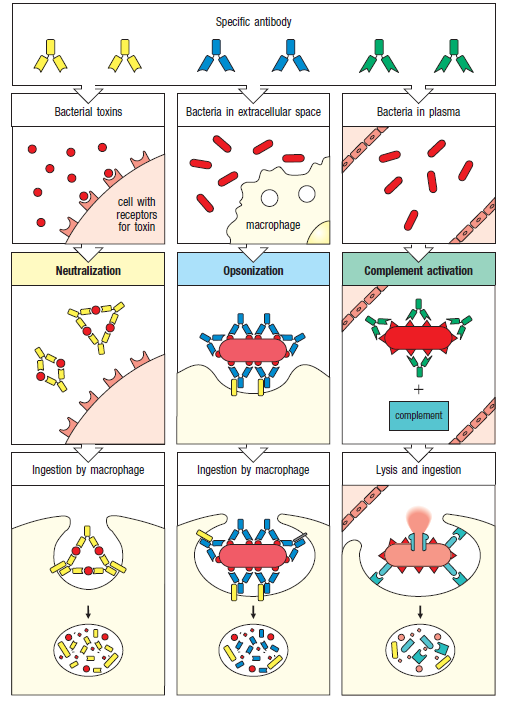 Specific antibody
Bacterial toxins
Bacteria in extracellular space
Bacteria in plasma
cell with
receptors
for toxin
macrophage
Neutralization
Opsonization
Complement activation
+
complement
Ingestion by macrophage
Ingestion by macrophage
Lysis and ingestion